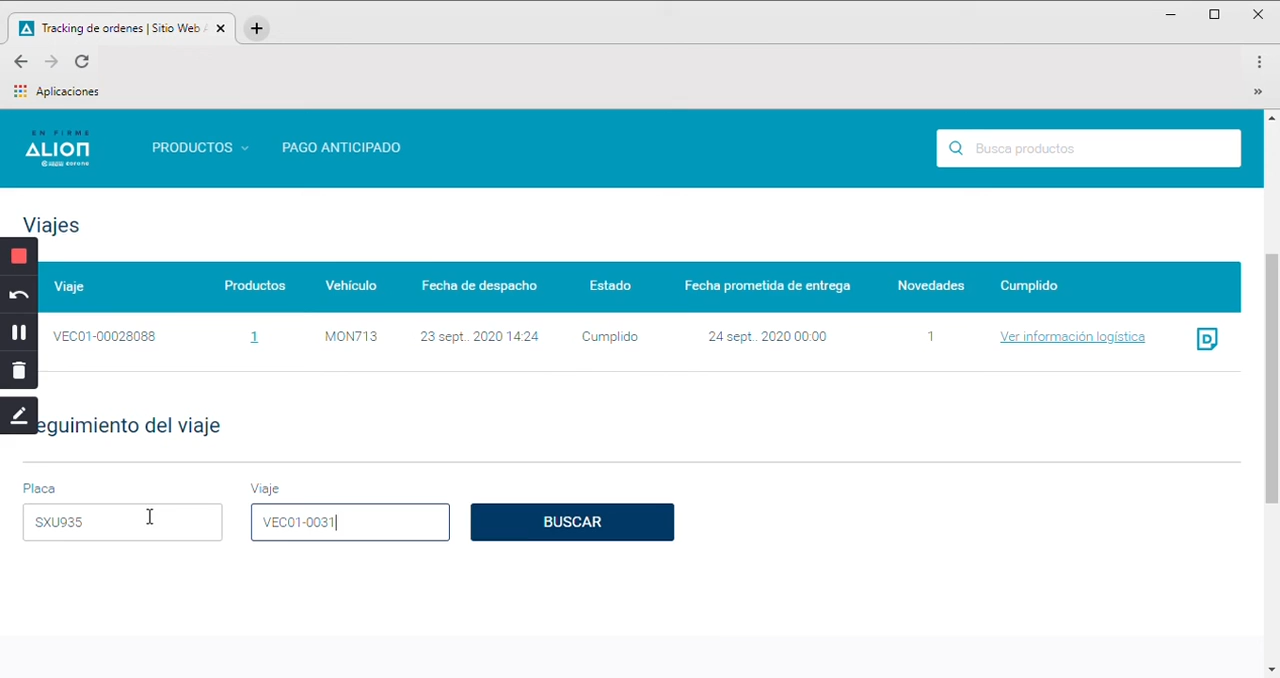 Tracking de ordenes | Sitio Web
Aplicaciones
EN FIRME
ALION
corona
PRODUCTOS
PAGO ANTICIPADO
Busca productos
Viajes
Viaje Productos Vehículo Fecha de despacho Estado Fecha prometida de entrega Novedades Cumplido
VEC01-00028088 1 MON713 23 sept.. 2020 14:24 Cumplido 24 sept.. 2020 00:00 1 Ver información logística
D
eguimiento del viaje
Placa Viaje
SXU935 VEC01-0031 BUSCAR